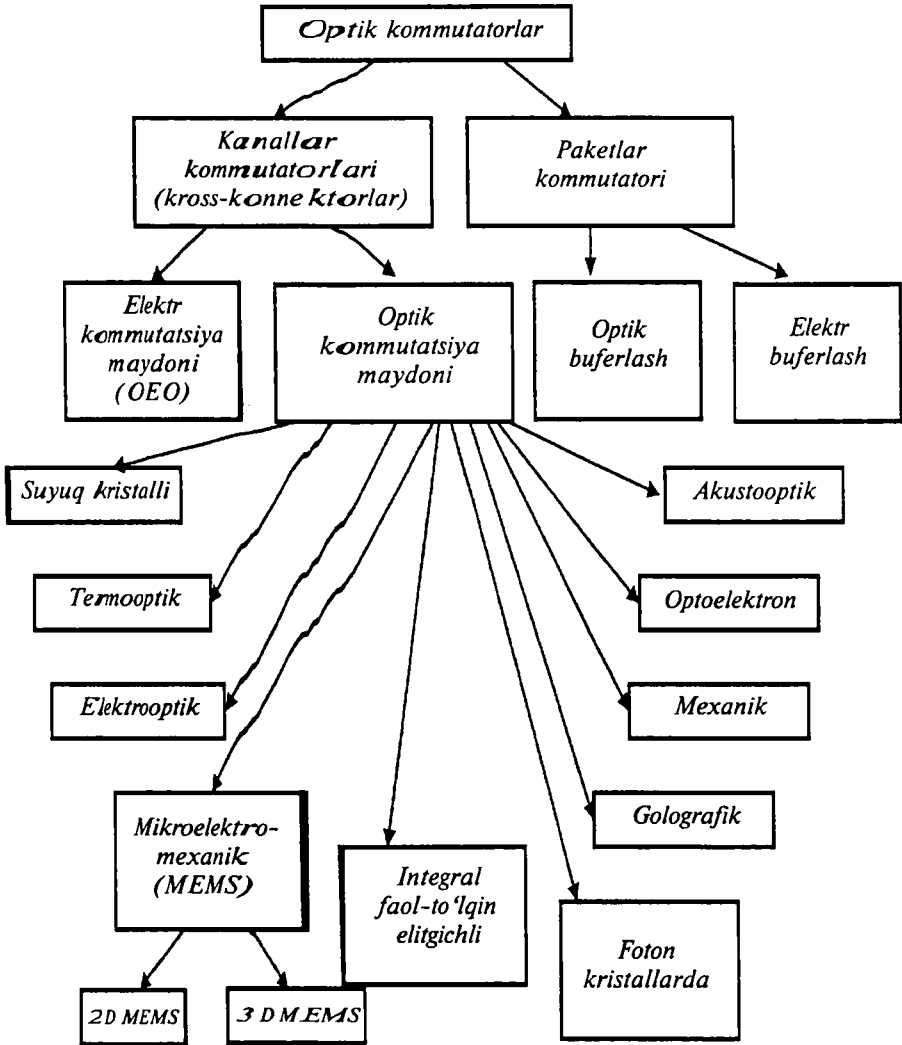 Optik kommutatorlar
Kanallar
kommutatorlari
(kross-konnektorlar)
Paketlar
kommutatori
Elektr
kommutatsiya
maydoni
(OEO)
Optik
kommutatsiya
maydoni
Optik
buferlash
Elektr
buferlash
Suyuq kristalli
Akustooptik
Termooptik
Optoelektron
Elektrooptik
Mexanik
Mikroelektro-
mexanik
(MEMS)
Golografik
Integral
faol-to‘lqin
elitgichli
Foton
kristallarda
2D MEMS
3D MEMS